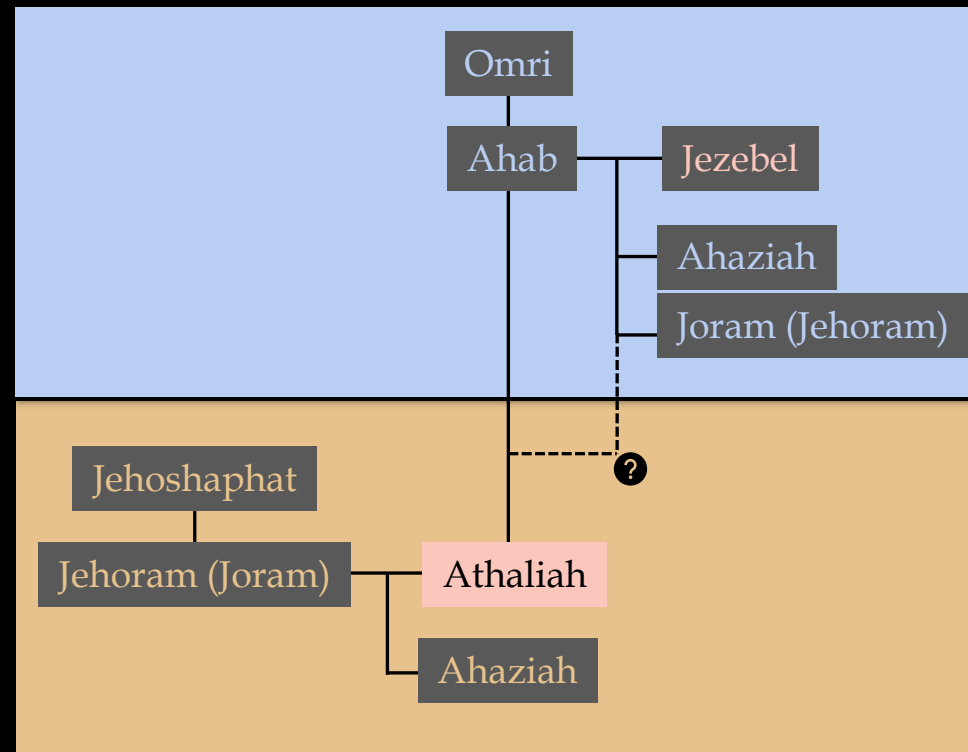 Omri
Ahab
Jezebel
Ahaziah
Joram (Jehoram)
?
Jehoshaphat
Jehoram (Joram)
Athaliah
Ahaziah